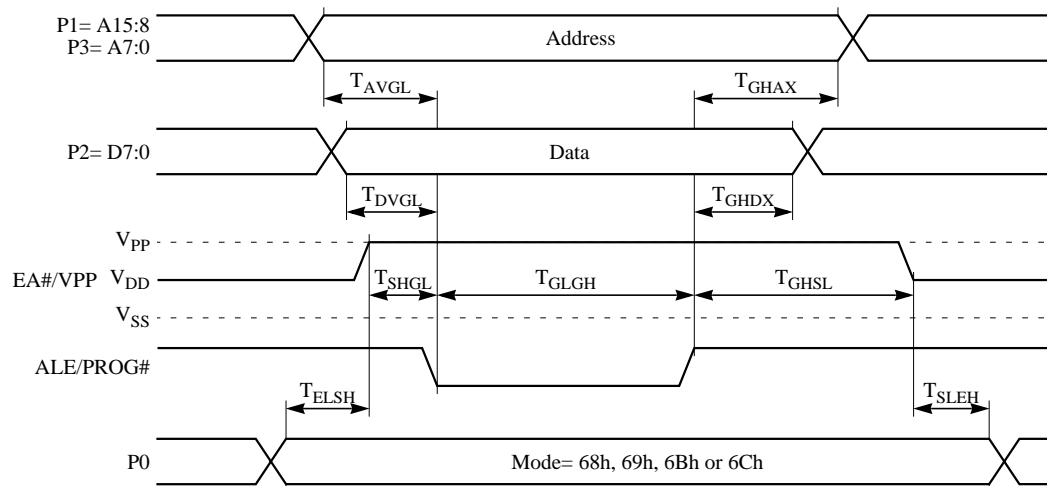 P1= A15:8
P3= A7:0
Address
TAVGL
TGHAX
P2= D7:0
Data
TDVGL
TGHDX
VPP
EA#/VPP VDD
TSHGL
TGLGH
TGHSL
VSS
ALE/PROG#
TELSH
TSLEH
P0
Mode= 68h, 69h, 6Bh or 6Ch